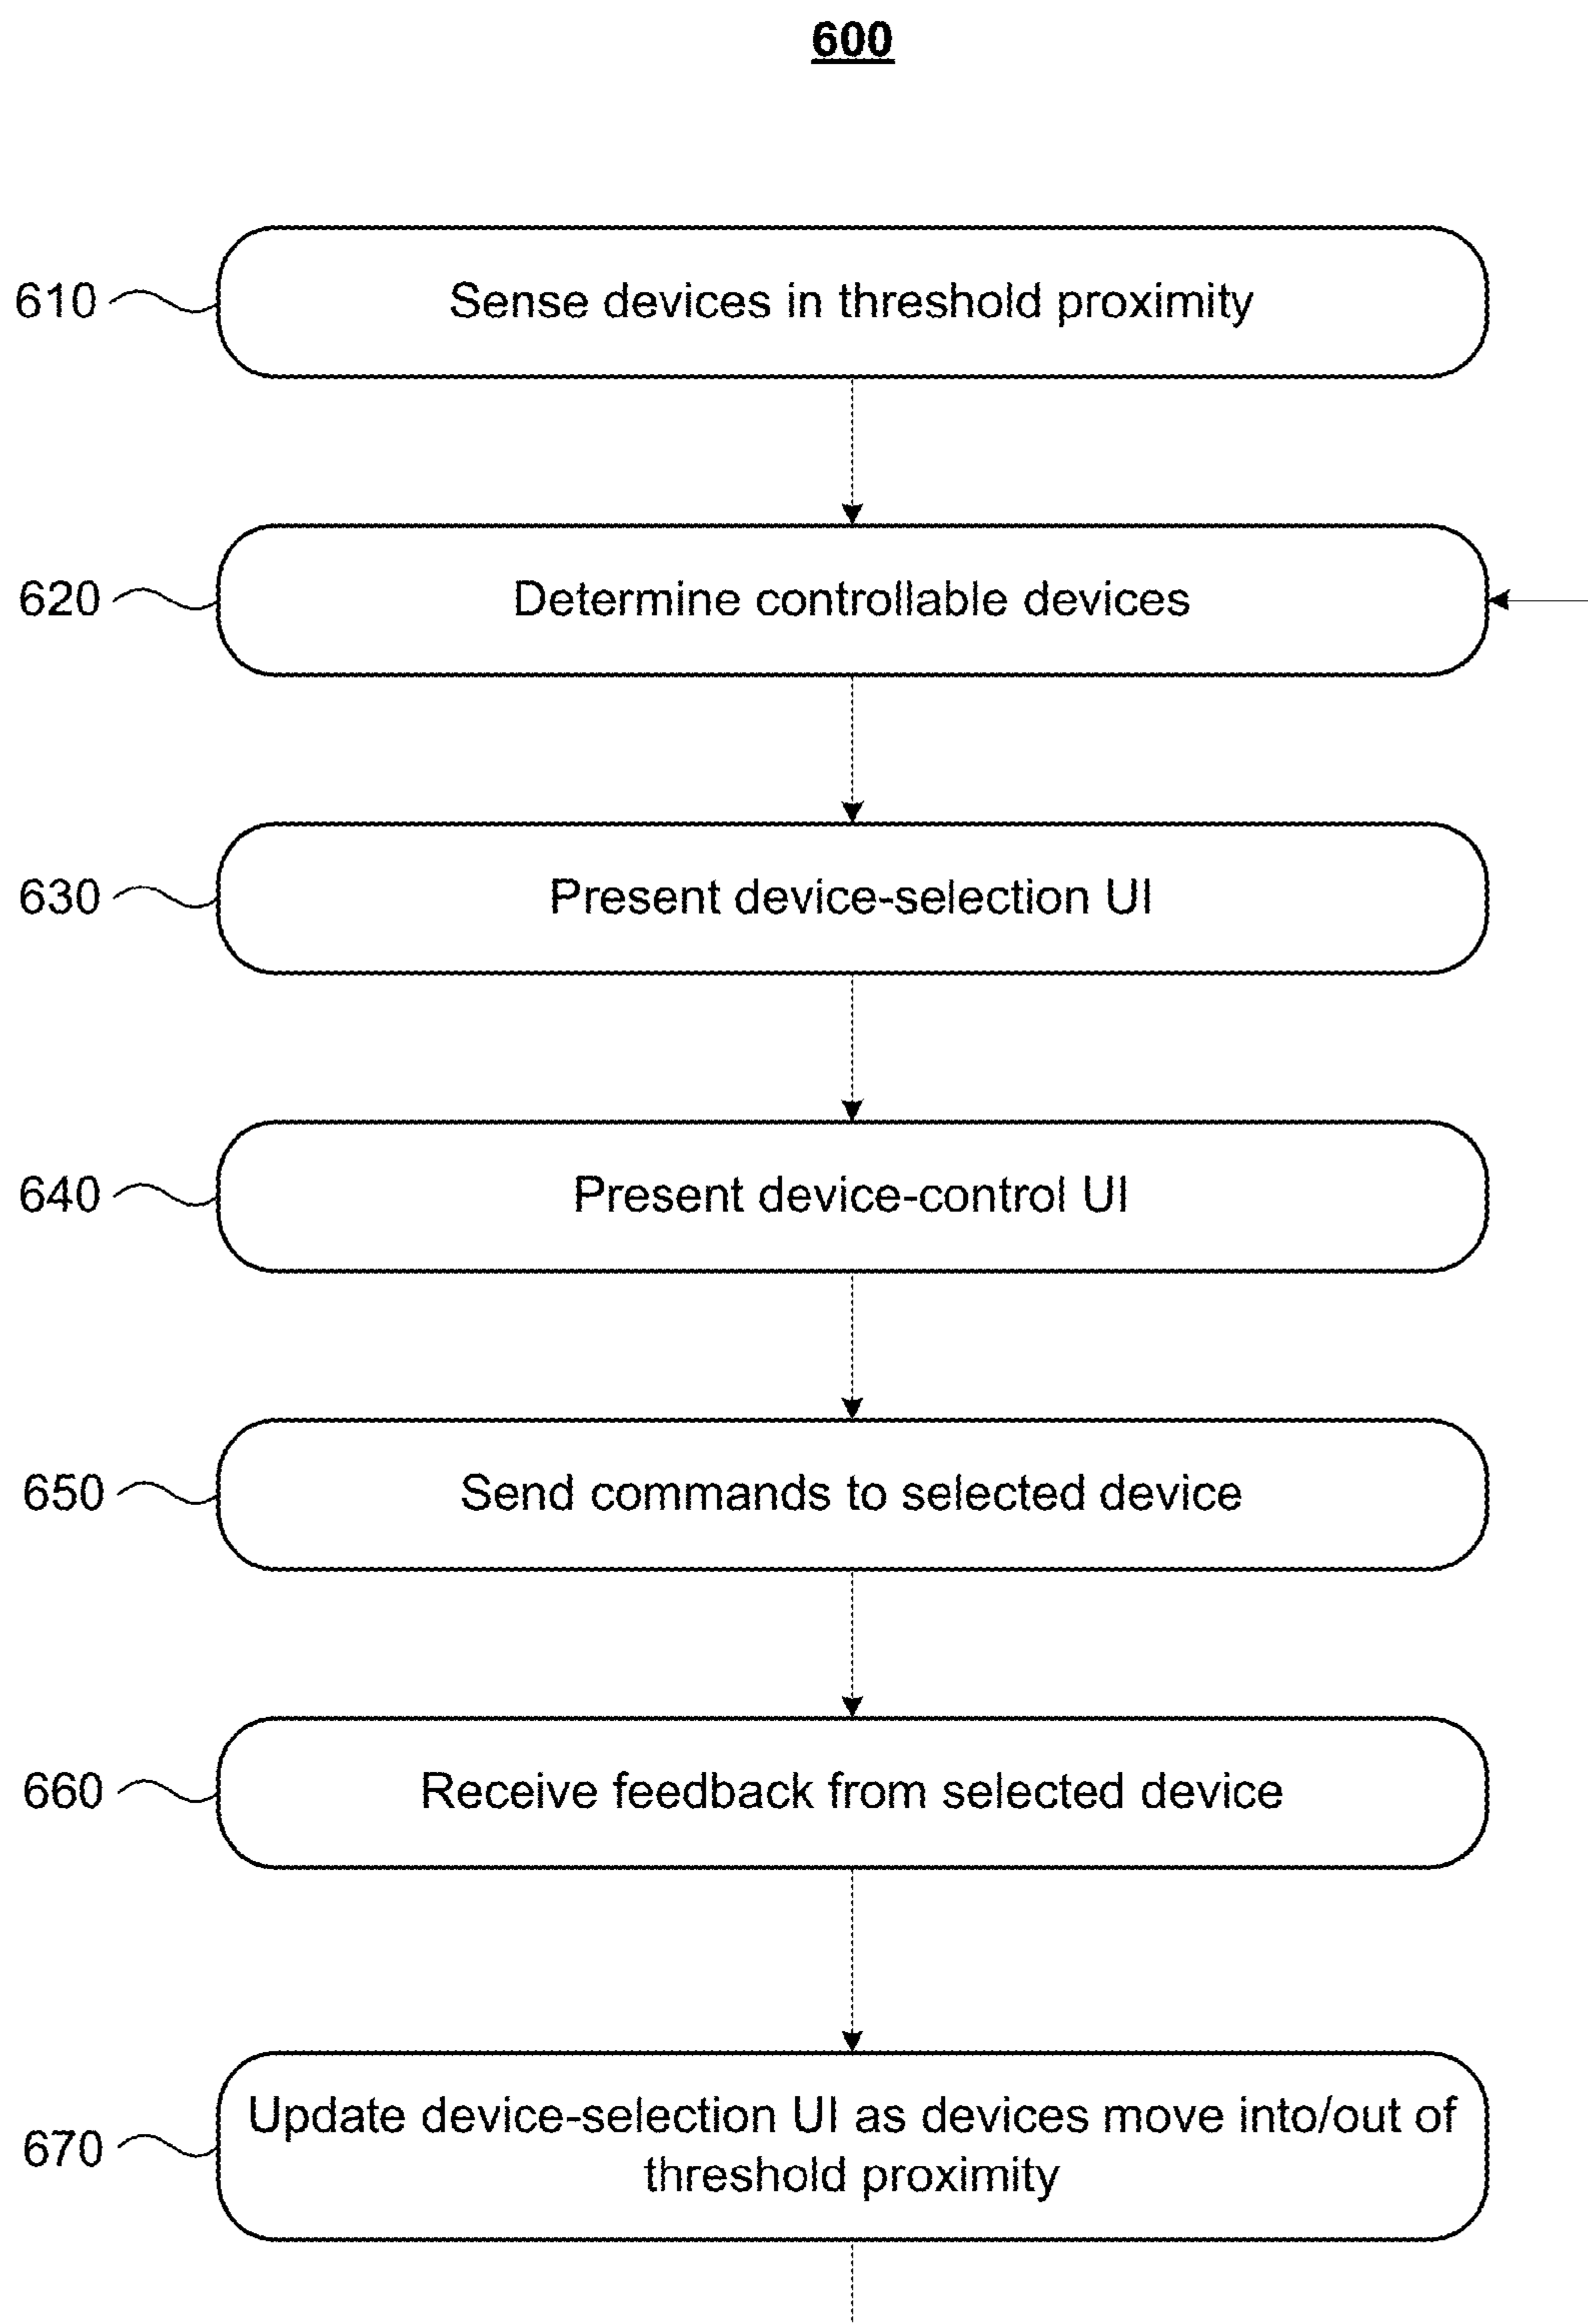 600
610
Sense devices in threshold proximity
620
Determine controllable devices
630
Present device-selection UI
640
Present device-control UI
650
Send commands to selected device
660
Receive feedback from selected device
670
Update device-selection UI as devices move into/out of
threshold proximity